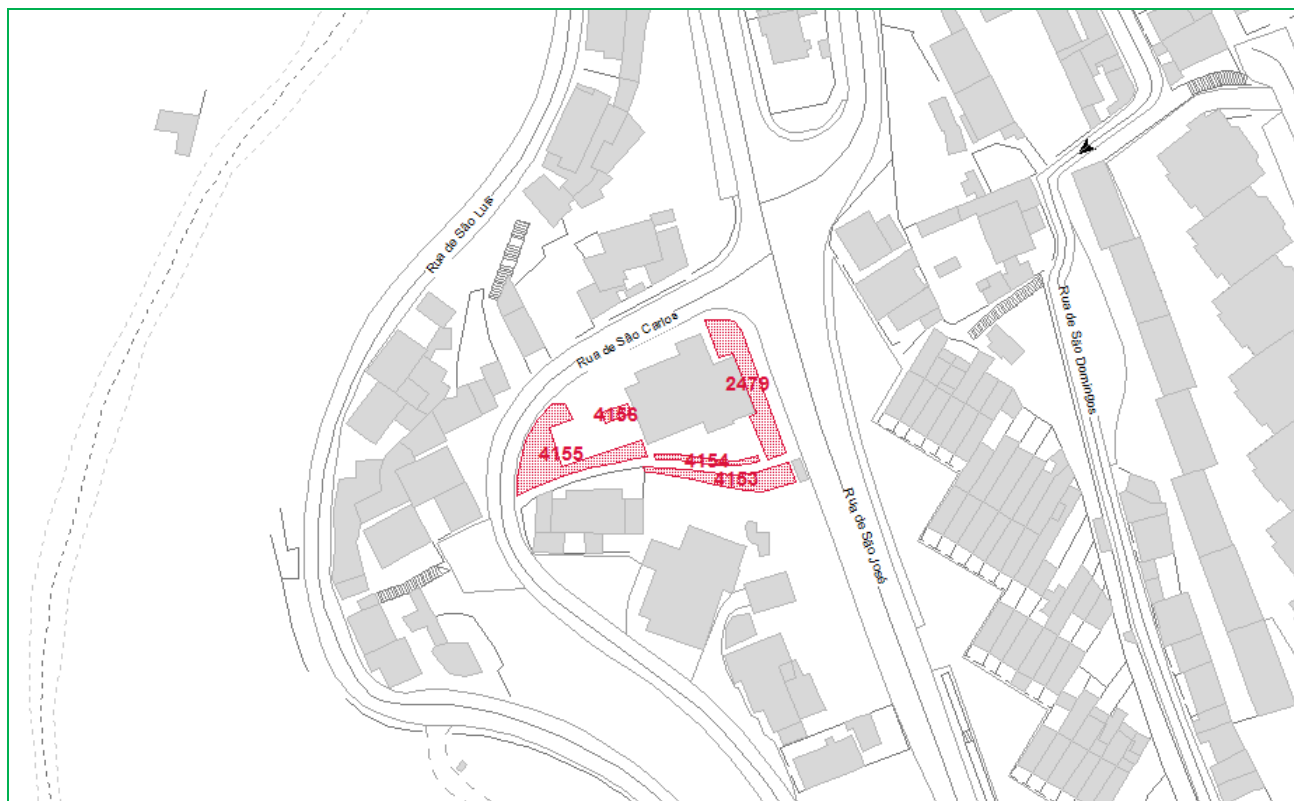 Rua de São Luís
Rua de São Carlos
2479
4156
4155
4154
4153
Rua de São José
Rua de São Domingos